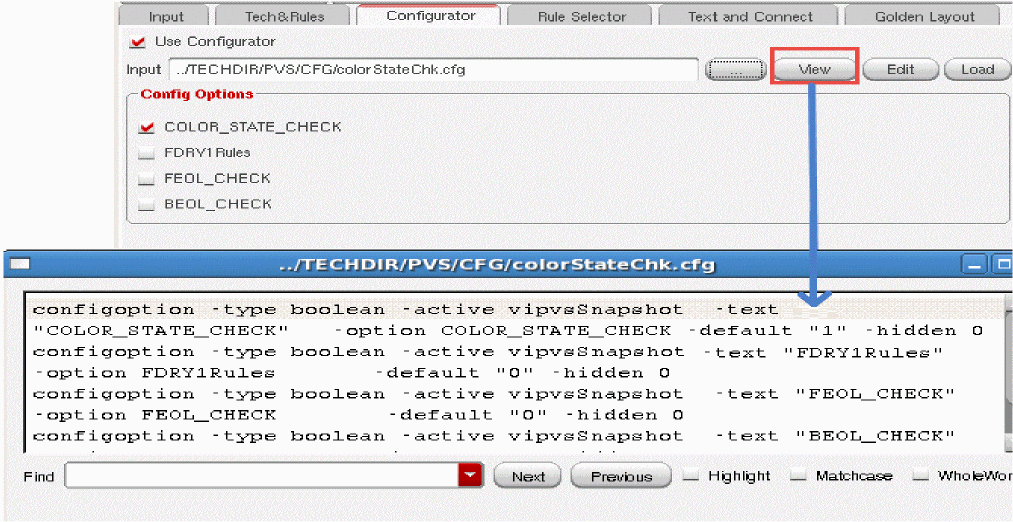 Input Tech&Rules Configurator Rule Selector Text and Connect Golden Layout
Use Configurator
Input ../TECHDIR/PVS/CFG/colorStateChk.cfg ... View Edit Load
Config Options
COLOR_STATE_CHECK
FDRY1Rules
FEOL_CHECK
BEOL_CHECK
../TECHDIR/PVS/CFG/colorStateChk.cfg
configoption -type boolean -active vipvsSnapshot -text
"COLOR_STATE_CHECK" -option COLOR_STATE_CHECK -default "1" -hidden 0
configoption -type boolean -active vipvsSnapshot -text "FDRY1Rules"
-option FDRY1Rules -default "0" -hidden 0
configoption -type boolean -active vipvsSnapshot -text "FEOL_CHECK"
-option FEOL_CHECK -default "0" -hidden 0
configoption -type boolean -active vipvsSnapshot -text "BEOL_CHECK"
Find Next Previous Highlight Matchcase WholeWor